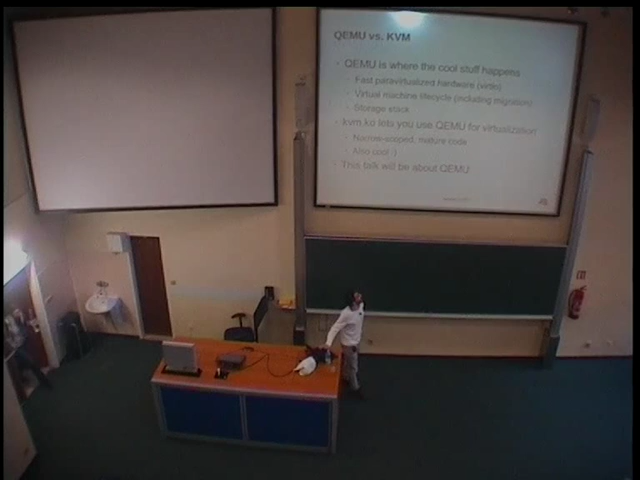 QEMU vs. KVM
QEMU is where the cool stuff happens
Fast paravirtualized hardware (virtio)
Virtual machine lifecycle (including migration)
Storage stack
kvm.ko lets you use QEMU for virtualization
Narrow-scoped, mature code
Also cool :)
This talk will be about QEMU